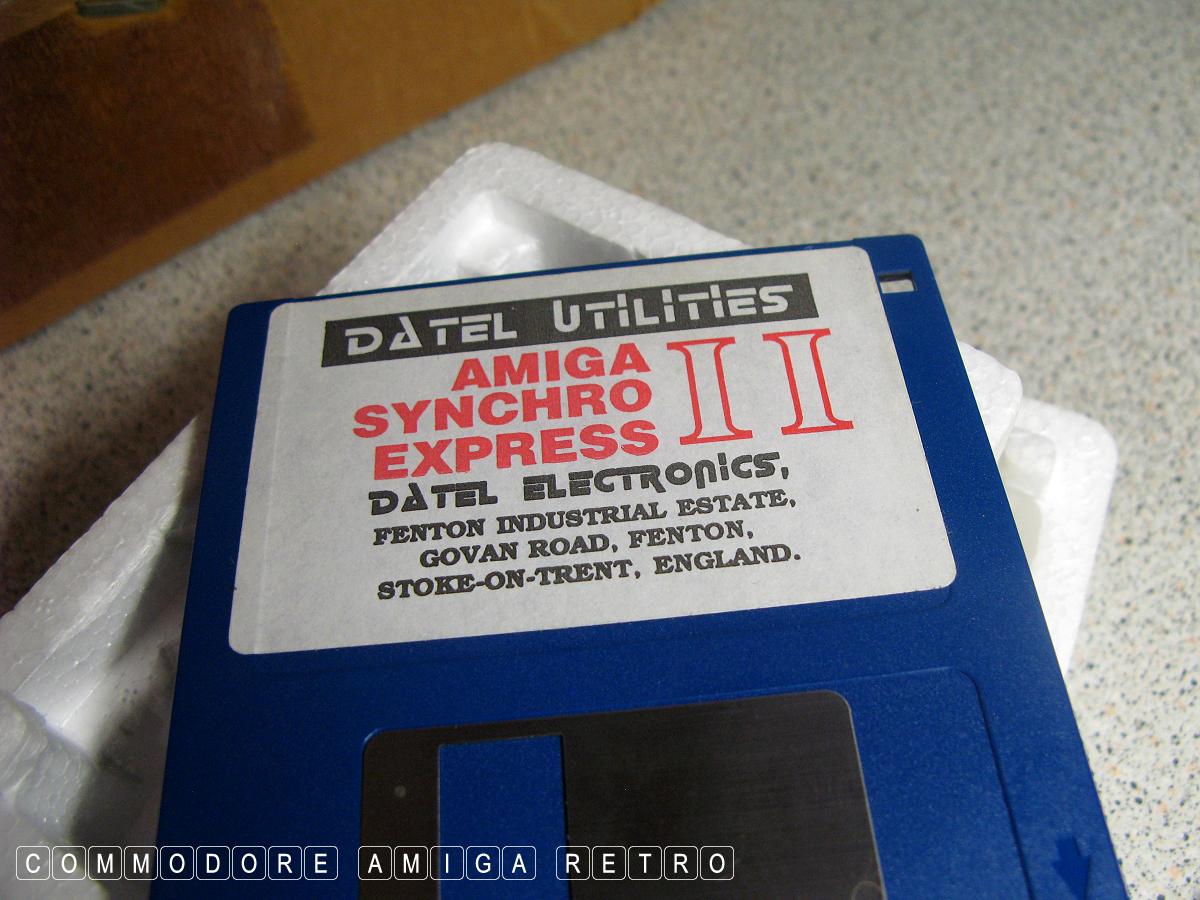 DATEL UTILITIES
AMIGA
SYNCHRO
EXPRESS
II
DATEL ELECTRONICS,
FENTON INDUSTRIAL ESTATE,
GOVAN ROAD, FENTON,
STOKE-ON-TRENT, ENGLAND.
COMMODORE AMIGA RETRO